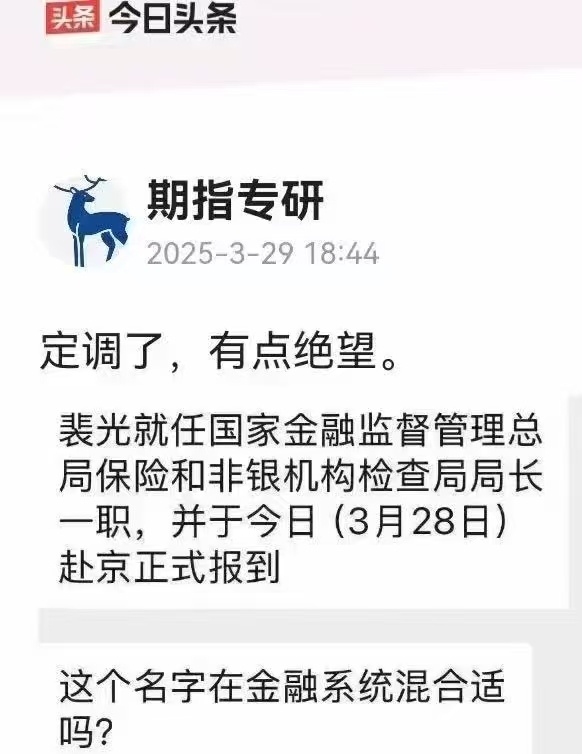 头条 今日头条
期指专研
2025-3-29 18:44
定调了，有点绝望。
裴光就任国家金融监督管理总
局保险和非银机构检查局局长
一职，并于今日（3月28日）
赴京正式报到
这个名字在金融系统混合适
吗？